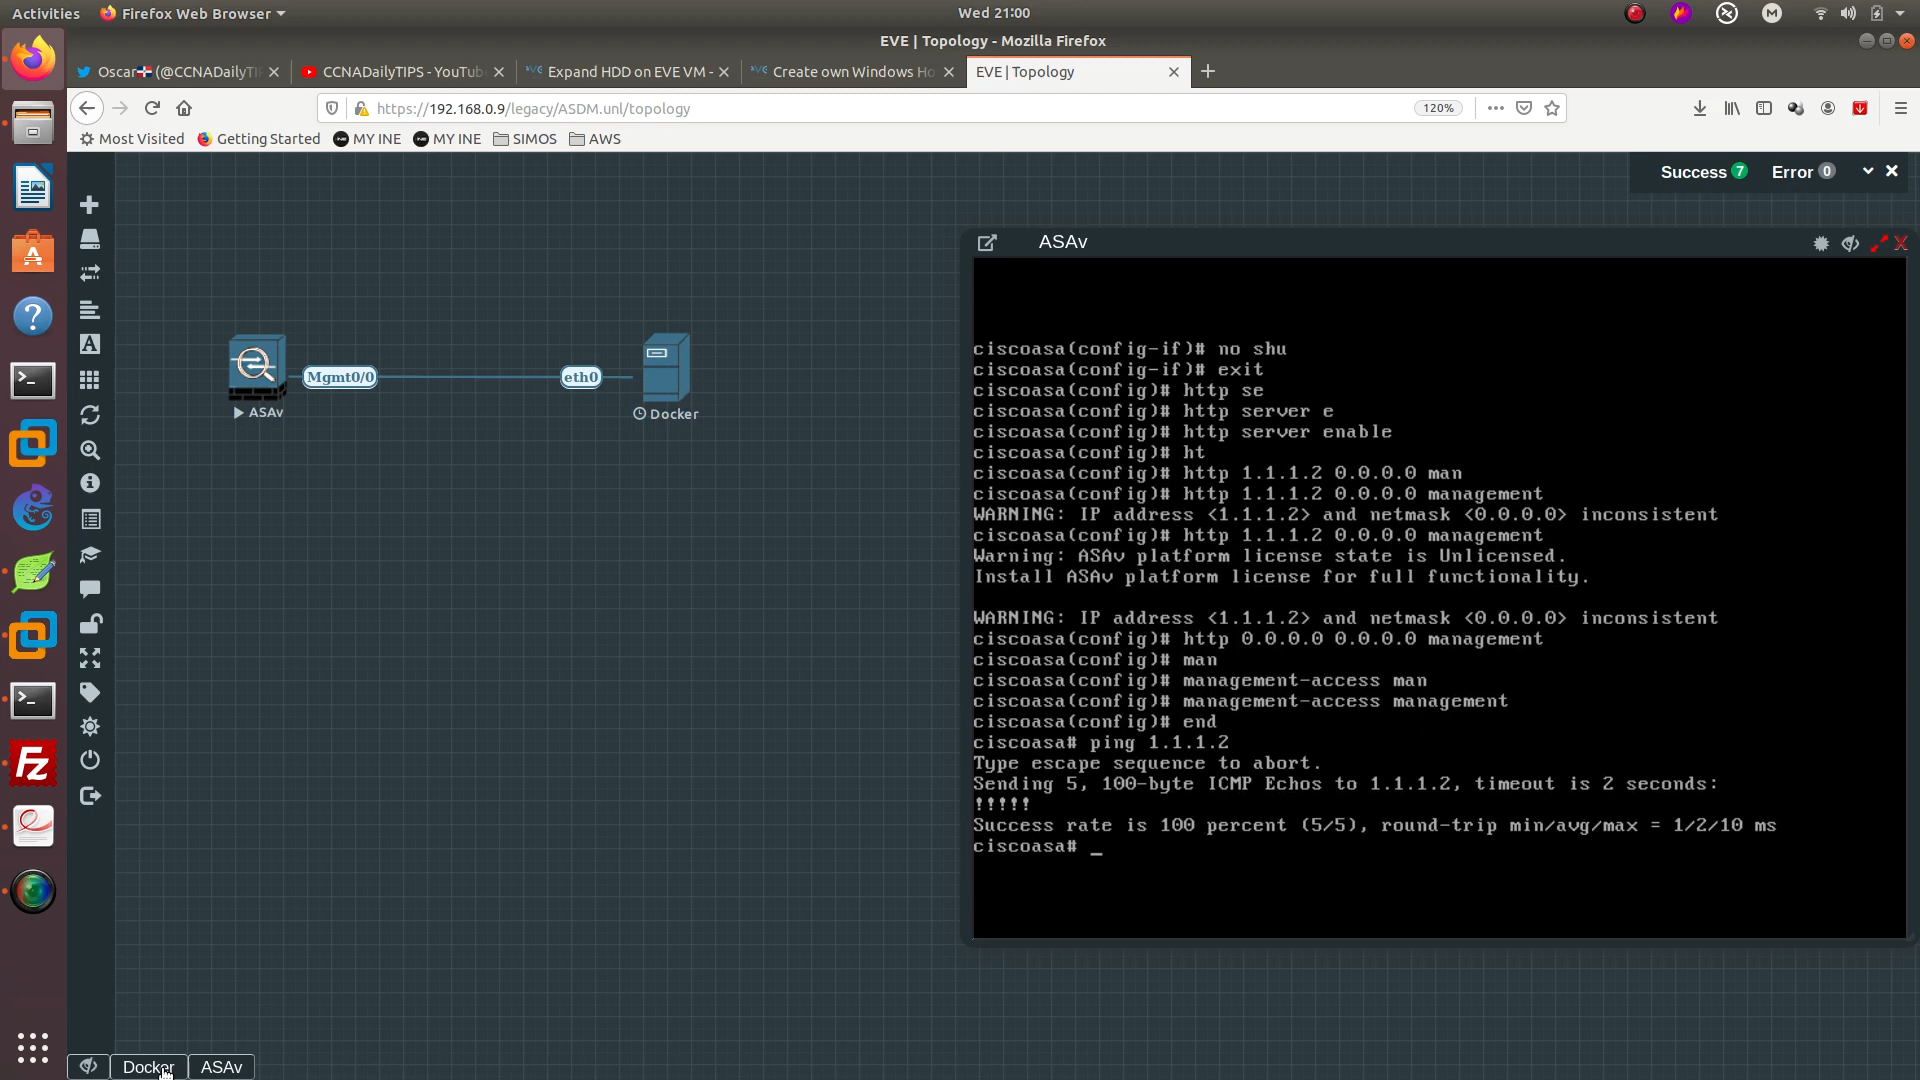 Activities
Firefox Web Browser
Wed 21:00
EVE | Topology - Mozilla Firefox
Oscar (@CCNADailyTI
CCNADailyTIPS - YouTub
Expand HDD on EVE VM -
Create own Windows Ho
EVE | Topology
https://192.168.0.9/legacy/ASDM.unl/topology
120%
Most Visited
Getting Started
MY INE
MY INE
SIMOS
AWS
Success 7
Error 0
ASAv
Mgmt0/0
eth0
ASAv
Docker
ciscoasa(config-if)# no shu
ciscoasa(config-if)# exit
ciscoasa(config)# http se
ciscoasa(config)# http server e
ciscoasa(config)# http server enable
ciscoasa(config)# ht
ciscoasa(config)# http 1.1.1.2 0.0.0.0 man
ciscoasa(config)# http 1.1.1.2 0.0.0.0 management
WARNING: IP address <1.1.1.2> and netmask <0.0.0.0> inconsistent
ciscoasa(config)# http 1.1.1.2 0.0.0.0 management
Warning: ASAv platform license state is Unlicensed.
Install ASAv platform license for full functionality.
WARNING: IP address <1.1.1.2> and netmask <0.0.0.0> inconsistent
ciscoasa(config)# http 0.0.0.0 0.0.0.0 management
ciscoasa(config)# man
ciscoasa(config)# management-access man
ciscoasa(config)# management-access management
ciscoasa(config)# end
ciscoasa# ping 1.1.1.2
Type escape sequence to abort.
Sending 5, 100-byte ICMP Echos to 1.1.1.2, timeout is 2 seconds:
!!!!!
Success rate is 100 percent (5/5), round-trip min/avg/max = 1/2/10 ms
ciscoasa# _
Docker
ASAv